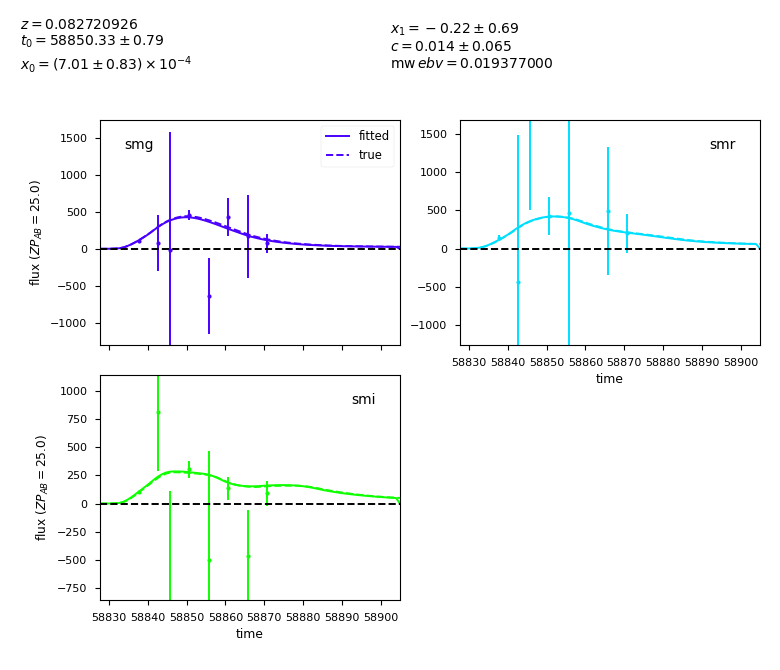 z = 0.082720926
t₀ = 58850.33 ± 0.79
x₀ = (7.01 ± 0.83) × 10⁻⁴
x₁ = −0.22 ± 0.69
c = 0.014 ± 0.065
mw ebv = 0.019377000
smg
fitted
true
1500
1000
500
0
−500
−1000
flux (ZP_AB = 25.0)
smr
1500
1000
500
0
−500
−1000
58830 58840 58850 58860 58870 58880 58890 58900
time
smi
1000
750
500
250
0
−250
−500
−750
flux (ZP_AB = 25.0)
58830 58840 58850 58860 58870 58880 58890 58900
time